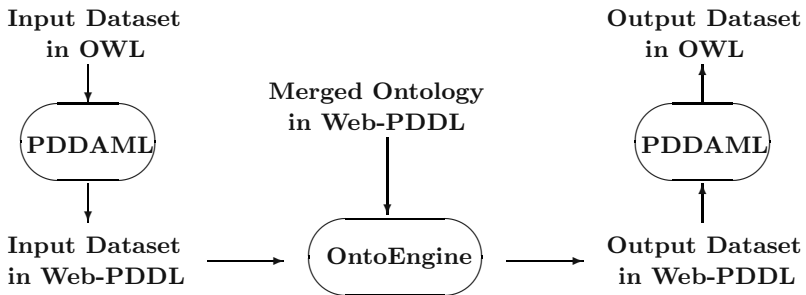 Input Dataset
in OWL
PDDAML
Input Dataset
in Web-PDDL
Merged Ontology
in Web-PDDL
OntoEngine
Output Dataset
in OWL
PDDAML
Output Dataset
in Web-PDDL